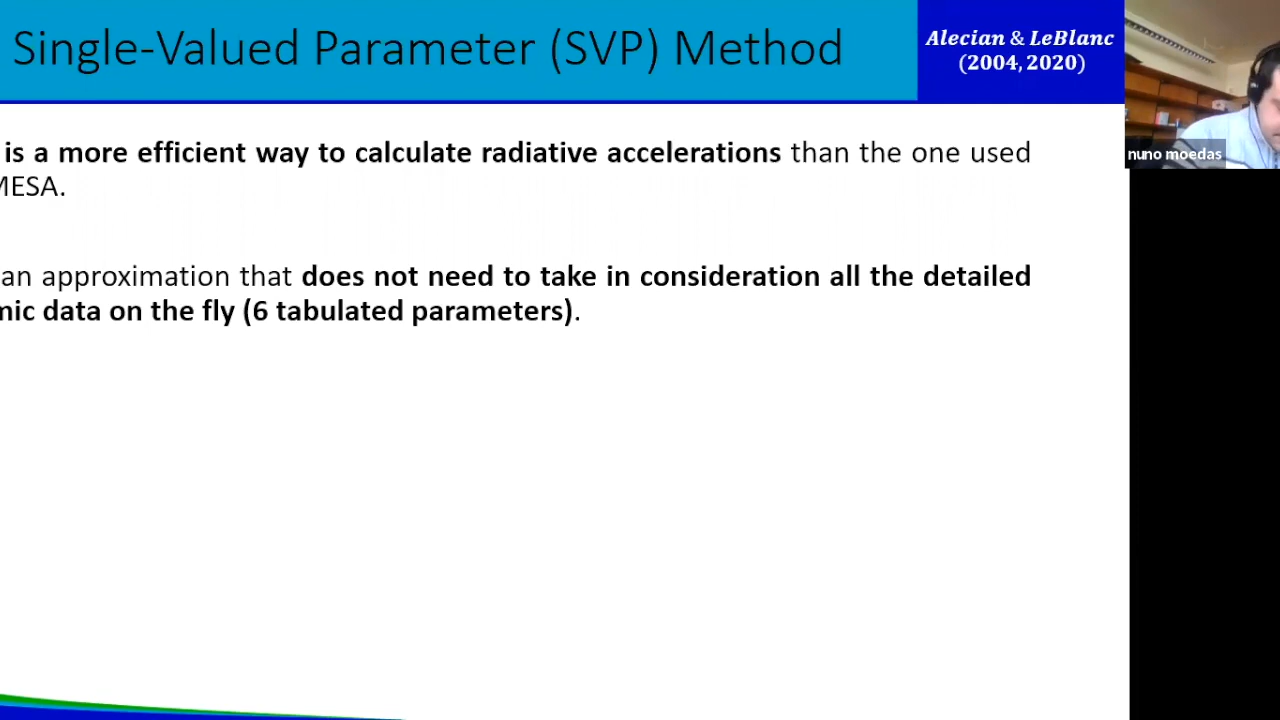 Single-Valued Parameter (SVP) Method
Alecian & LeBlanc
(2004, 2020)
nuno moedas
is a more efficient way to calculate radiative accelerations than the one used
MESA.
an approximation that does not need to take in consideration all the detailed
mic data on the fly (6 tabulated parameters).